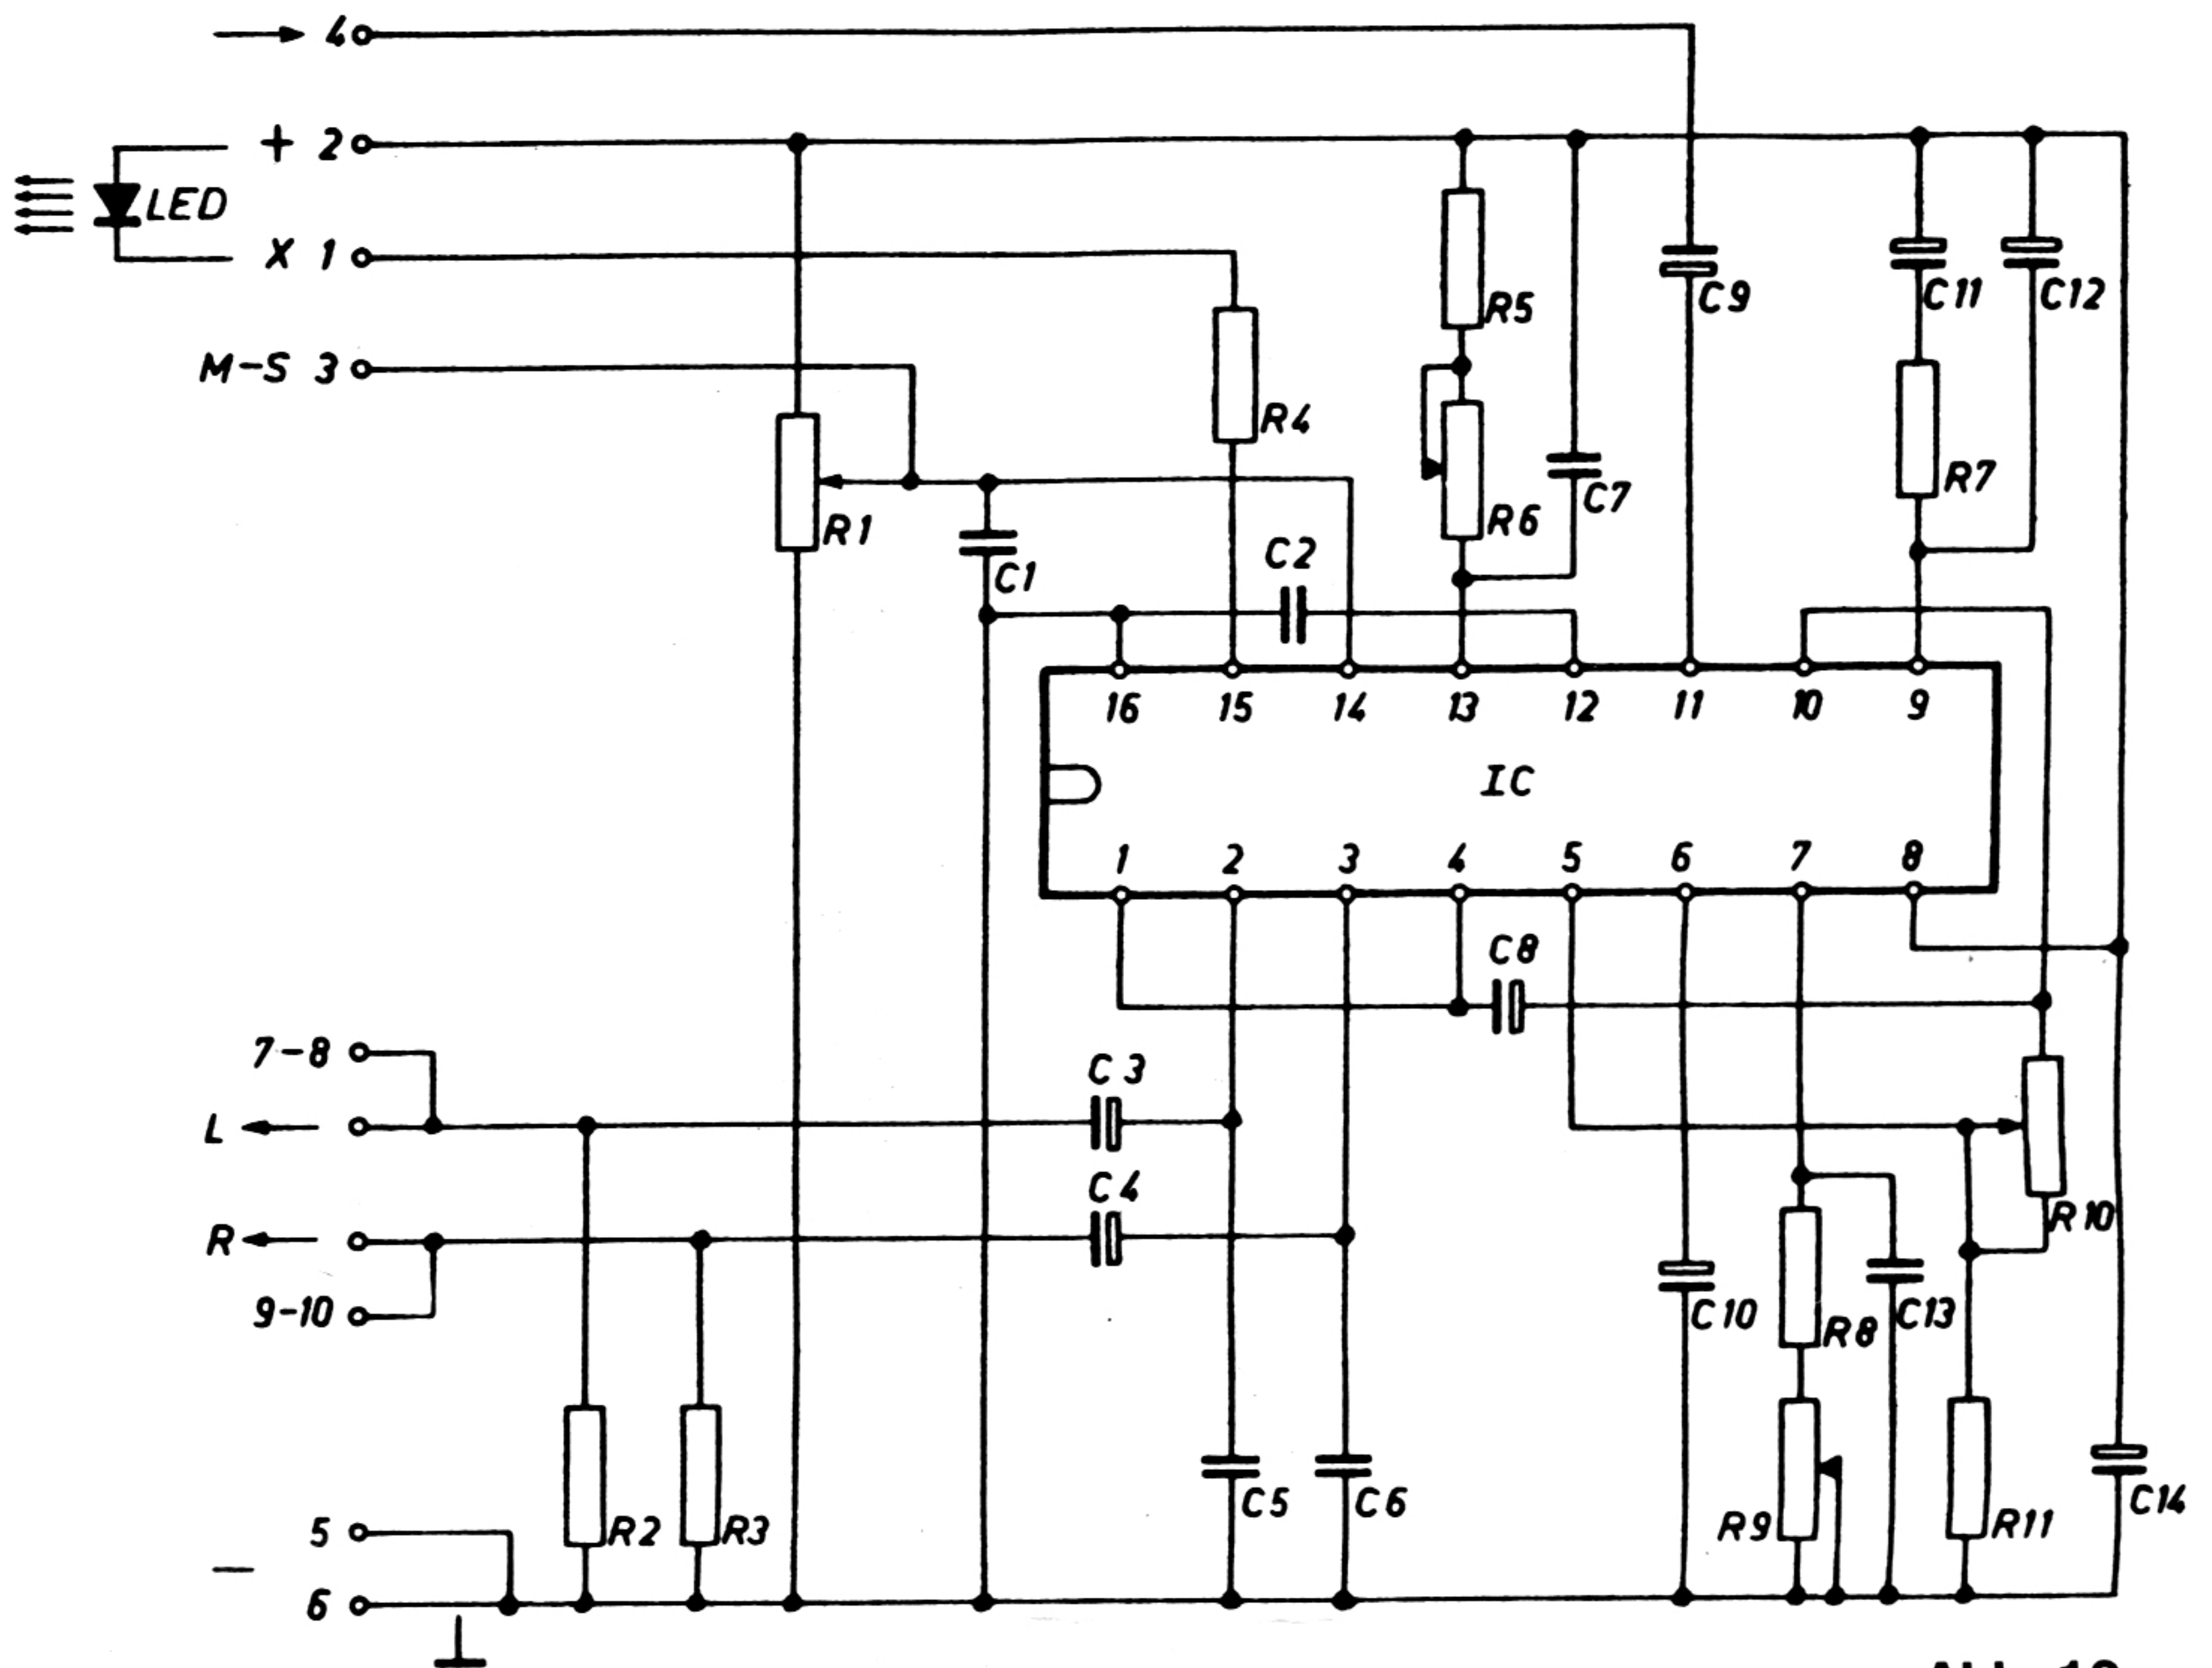 4
+ 2
LED
X 1
M-S 3
R1
C1
R4
C2
R5
R6
C7
C9
C11
C12
R7
16 15 14 13 12 11 10 9
IC
1 2 3 4 5 6 7 8
C8
7-8
L
C3
C4
R
9-10
R10
C10
R8
C13
5
R2
R3
C5
C6
R9
R11
C14
—
6